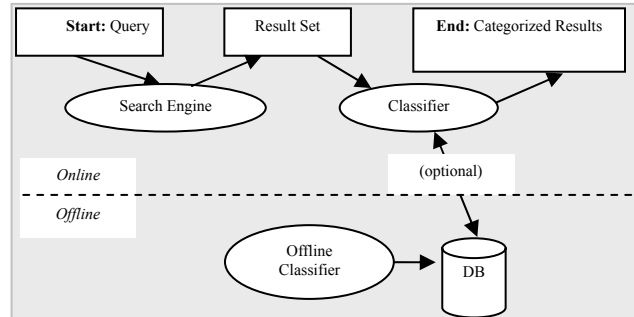 Start: Query
Result Set
End: Categorized Results
Search Engine
Classifier
(optional)
Online
Offline
Offline
Classifier
DB